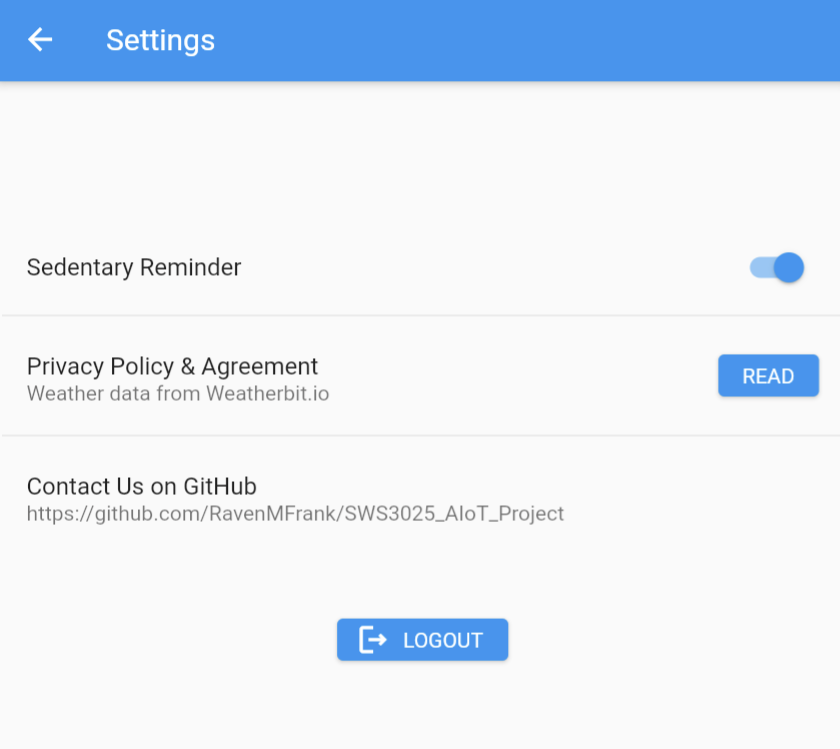 Settings
Sedentary Reminder
Privacy Policy & Agreement
Weather data from Weatherbit.io
READ
Contact Us on GitHub
https://github.com/RavenMFrank/SWS3025_AIoT_Project
LOGOUT